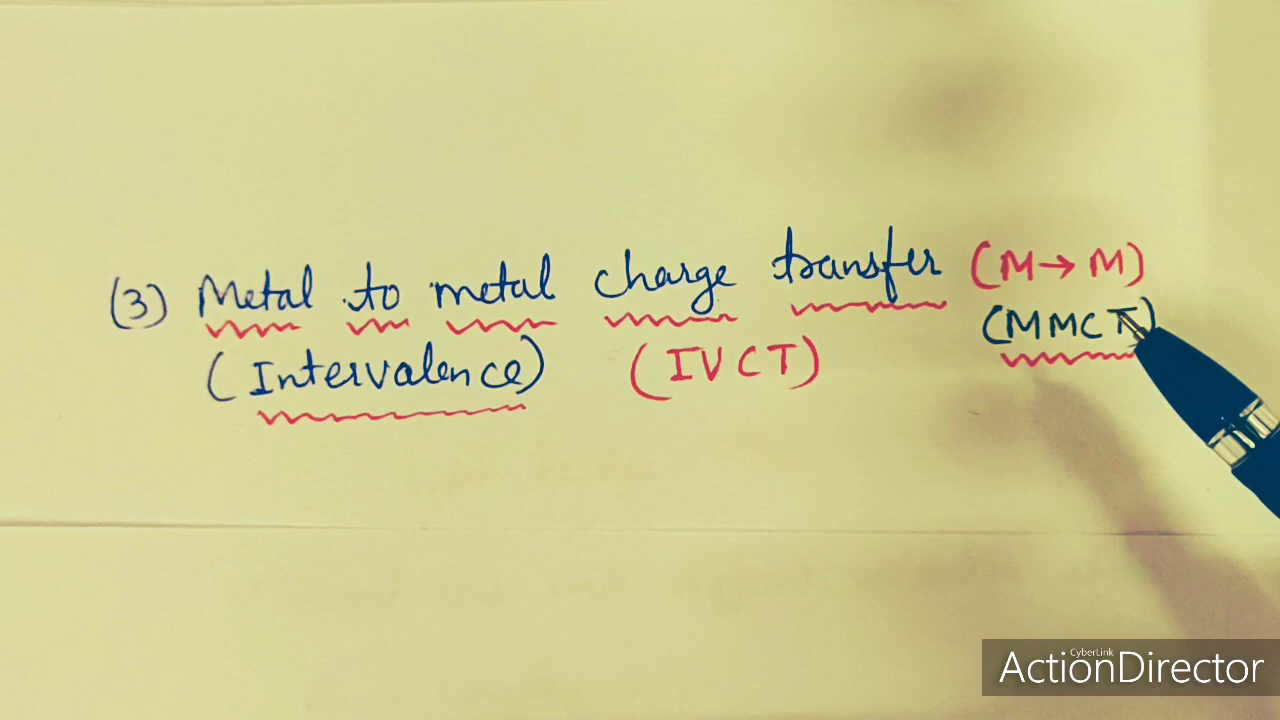 (3) Metal to metal charge transfer (M→M)
(MMCT)
(Intervalence) (IVCT)
CyberLink
ActionDirector